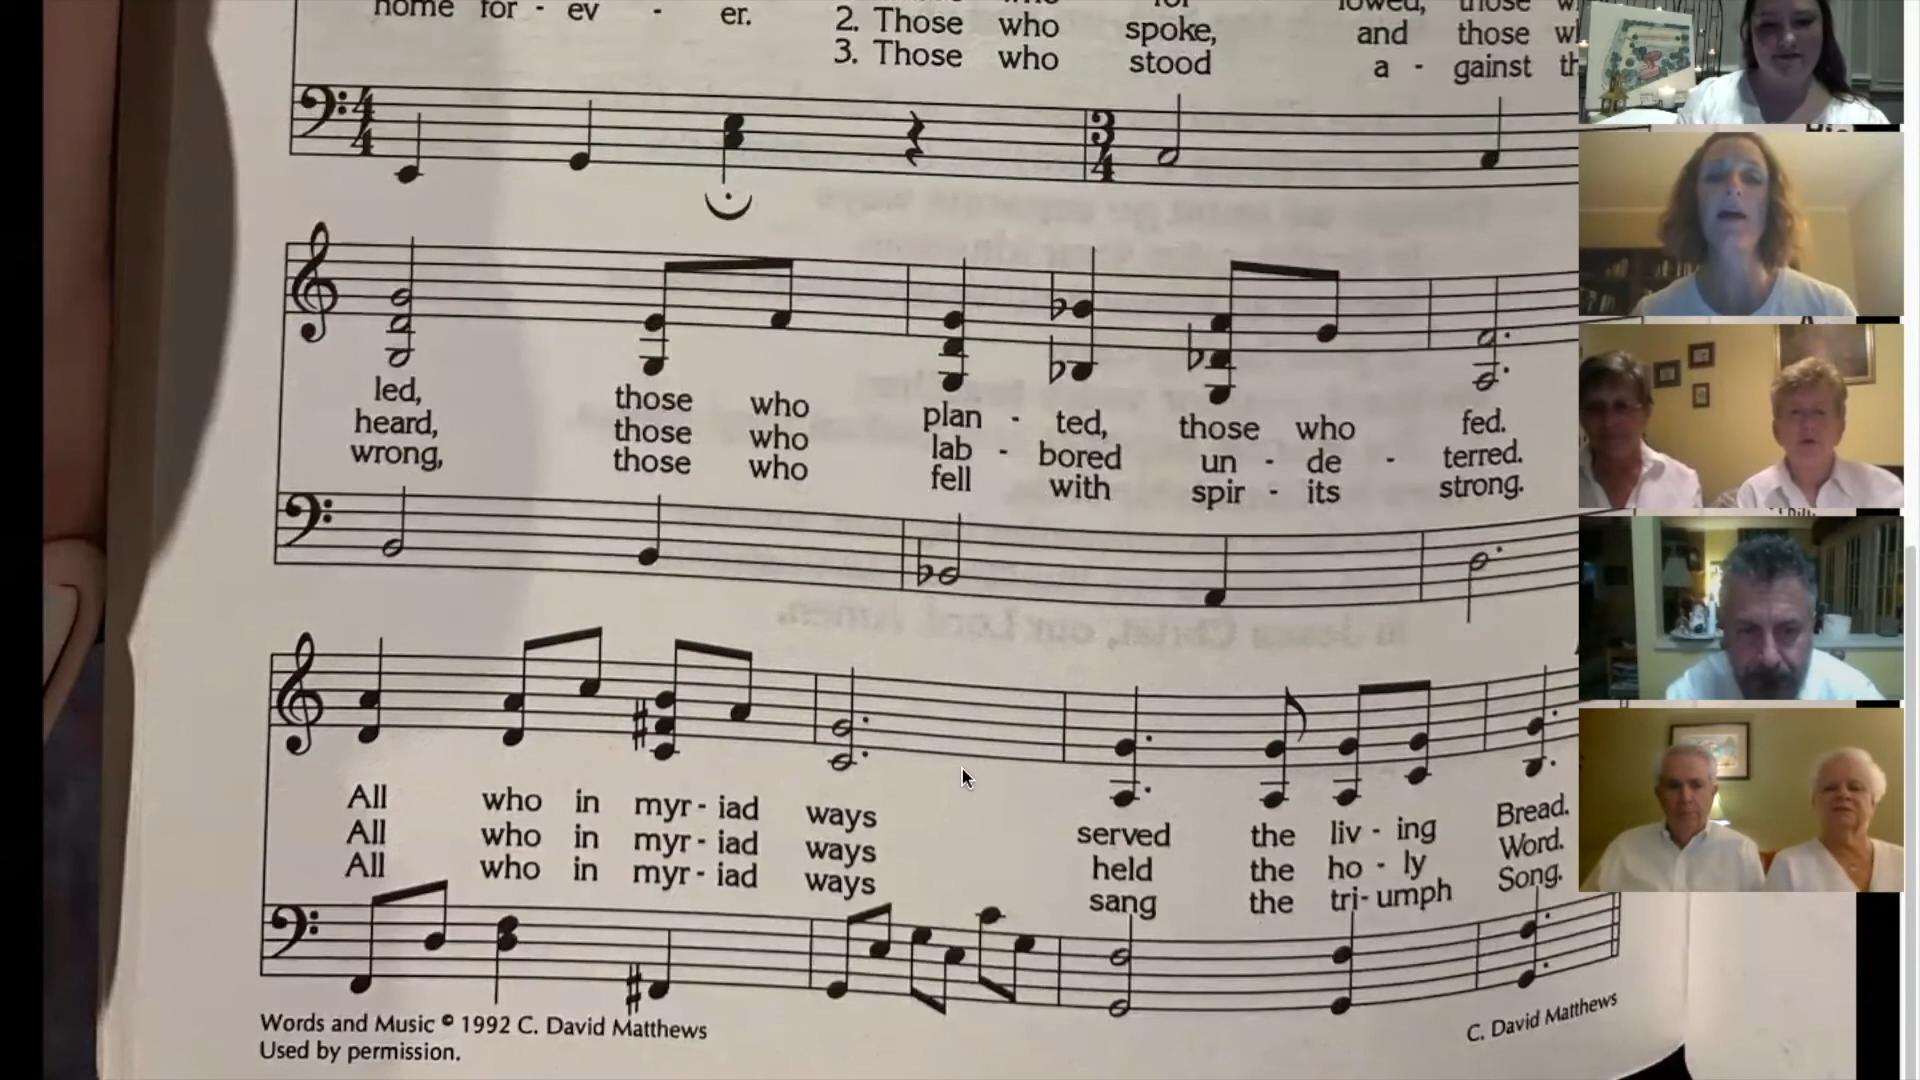 home for - ev - er.
2. Those who spoke, and those
3. Those who stood a - gainst
led, those who plan - ted, those who fed.
heard, those who lab - bored un - de - terred.
wrong, those who fell with spir - its strong.
All who in myr - iad ways served the liv - ing Bread.
All who in myr - iad ways held the ho - ly Word.
All who in myr - iad ways sang the tri - umph Song.
Words and Music © 1992 C. David Matthews
Used by permission.
C. David Matthews